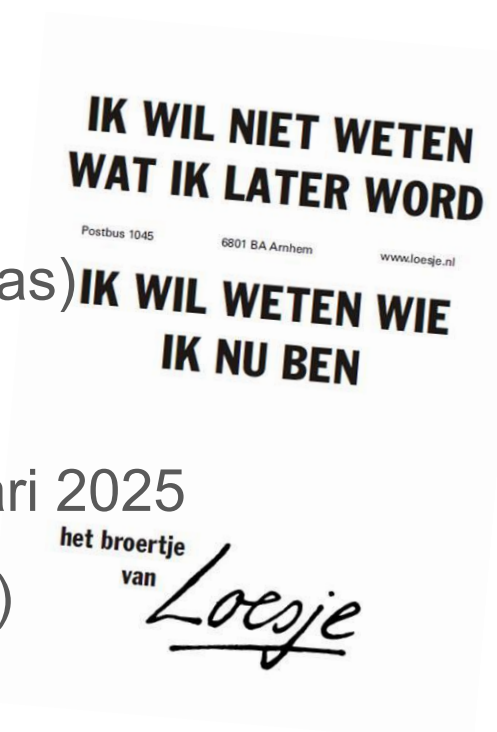 IK WIL NIET WETEN
WAT IK LATER WORD
Postbus 1045 6801 BA Arnhem www.loesje.nl
as)
IK WIL WETEN WIE
IK NU BEN
ri 2025
het broertje
van
Loesje
)